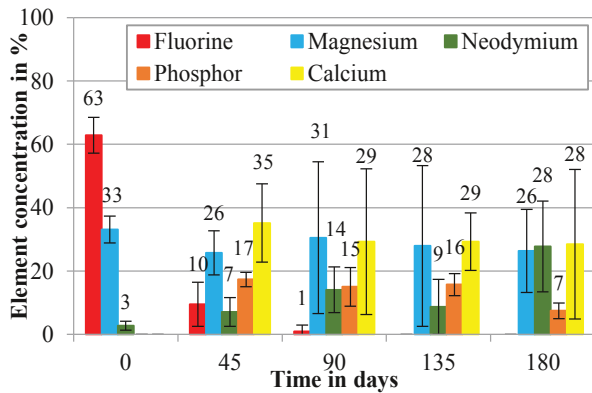 100
80
60
40
20
0
Element concentration in %
Fluorine Magnesium Neodymium
Phosphor Calcium
63 33 3
10 26 7 17 35
1 31 14 15 29
28 9 16 29
26 28 7 28
0 45 90 135 180
Time in days